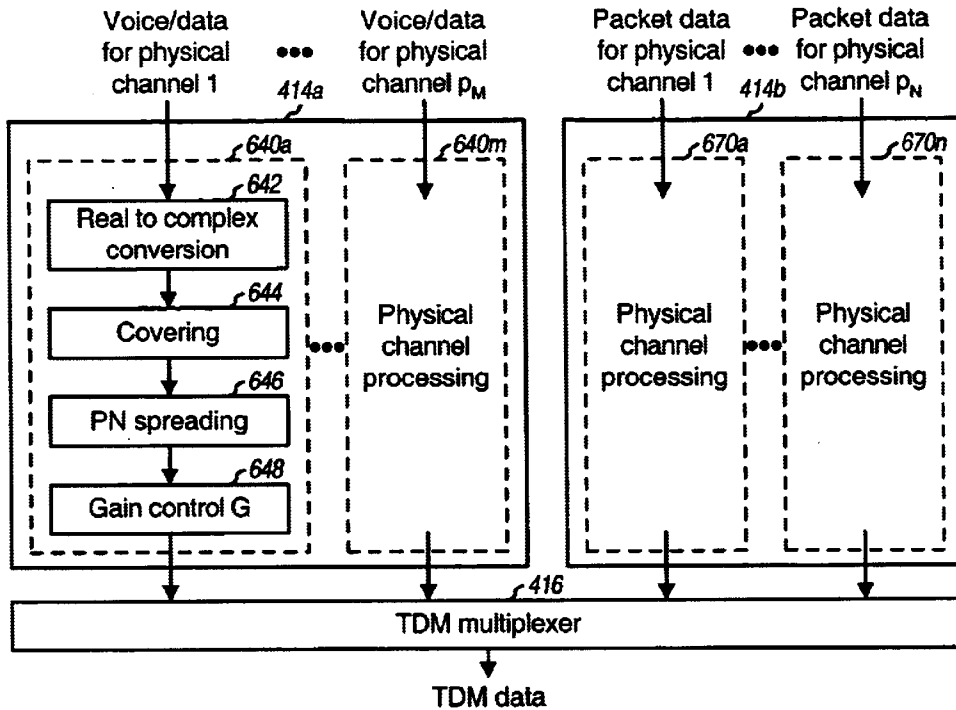 Voice/data
for physical
channel 1
Voice/data
for physical
channel pM
Packet data
for physical
channel 1
Packet data
for physical
channel pN
414a
414b
640a
640m
670a
670n
642
Real to complex
conversion
644
Covering
646
PN spreading
648
Gain control G
Physical
channel
processing
Physical
channel
processing
Physical
channel
processing
416
TDM multiplexer
TDM data